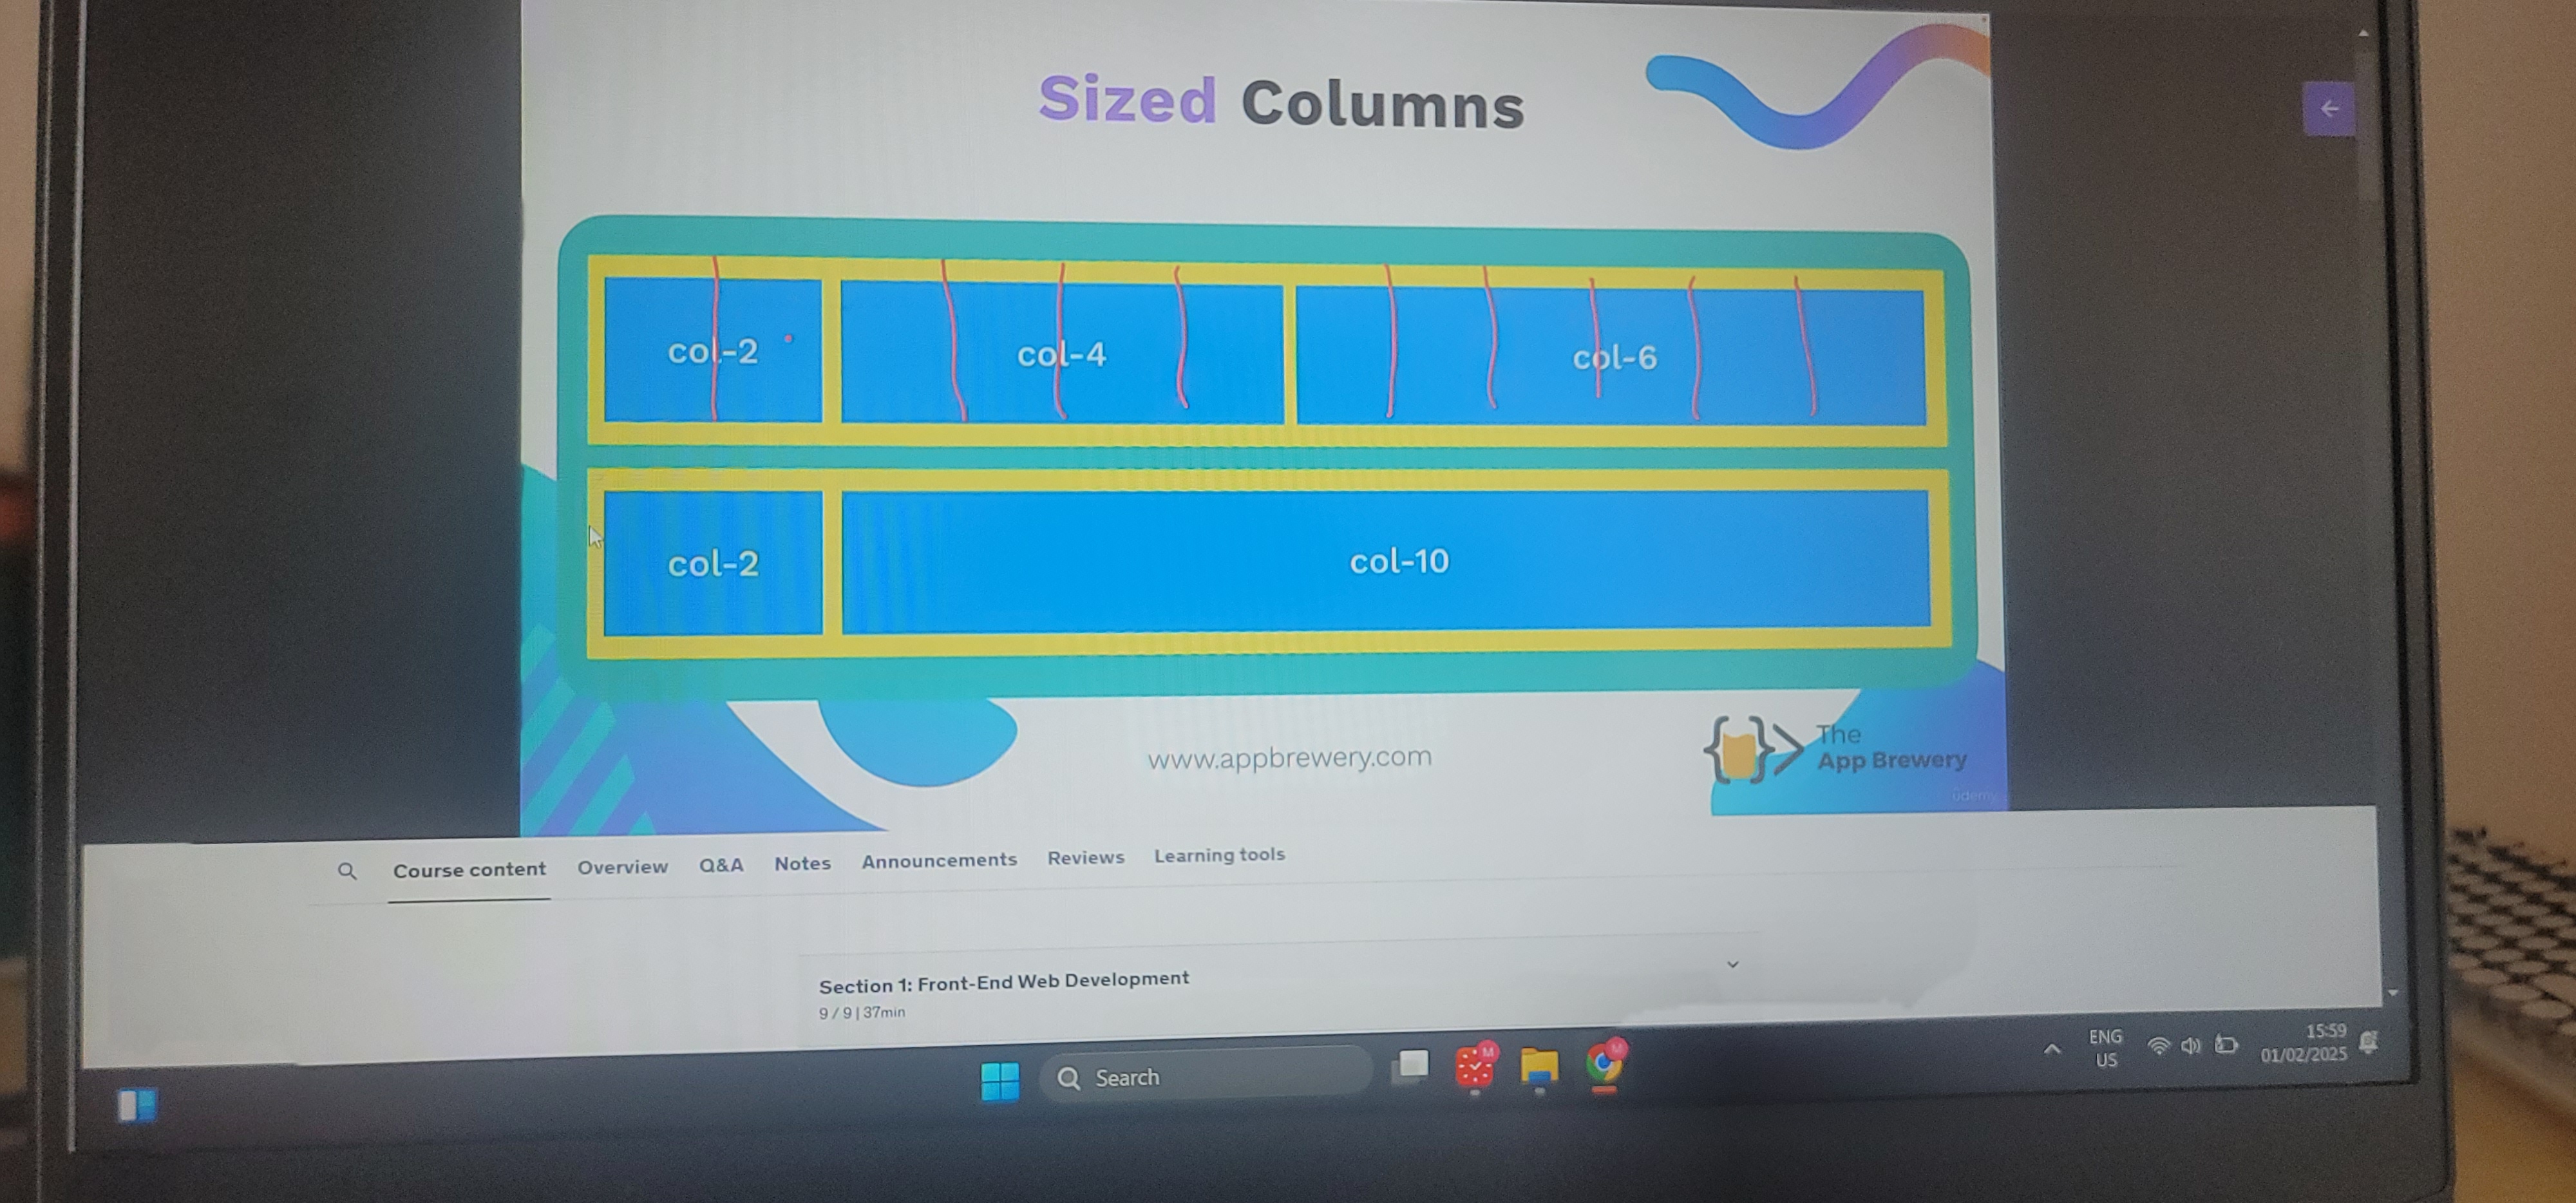 Sized Columns
col-2 col-4 col-6
col-2 col-10
www.appbrewery.com
The
App Brewery
udemy
Course content Overview Q&A Notes Announcements Reviews Learning tools
Section 1: Front-End Web Development
9 / 9 | 37min
Search
ENG
US
15:59
01/02/2025
M
M